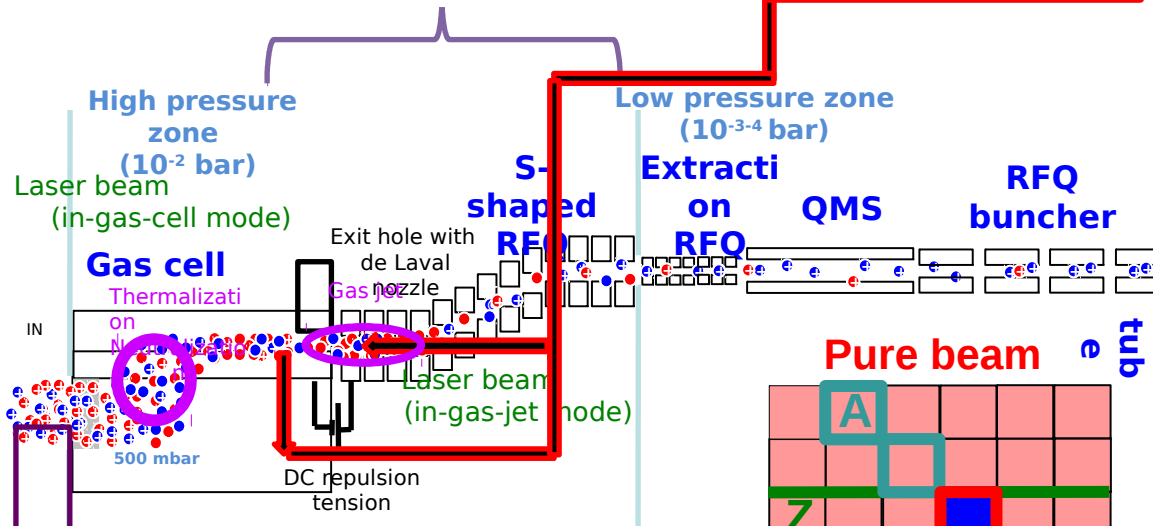 High pressure
zone
(10-2 bar)
Low pressure zone
(10-3-4 bar)
Laser beam
(in-gas-cell mode)
S-
shaped
RFQ
Extracti
on
RFQ
QMS
RFQ
buncher
Exit hole with
de Laval
nozzle
Gas cell
Gas jet
Thermalizati
on
Neutralizatio
n
IN
Laser beam
(in-gas-jet mode)
500 mbar
DC repulsion
tension
tub
e
Pure beam
A
Z